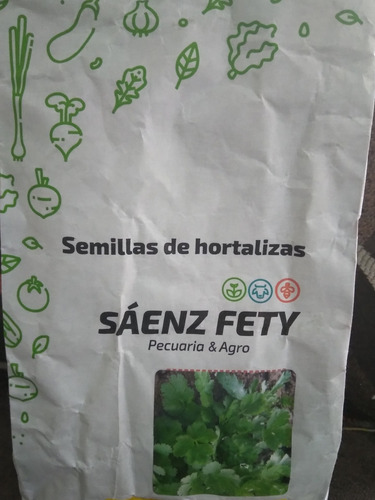 Semillas de hortalizas
SÁENZ FETY
Pecuaria & Agro